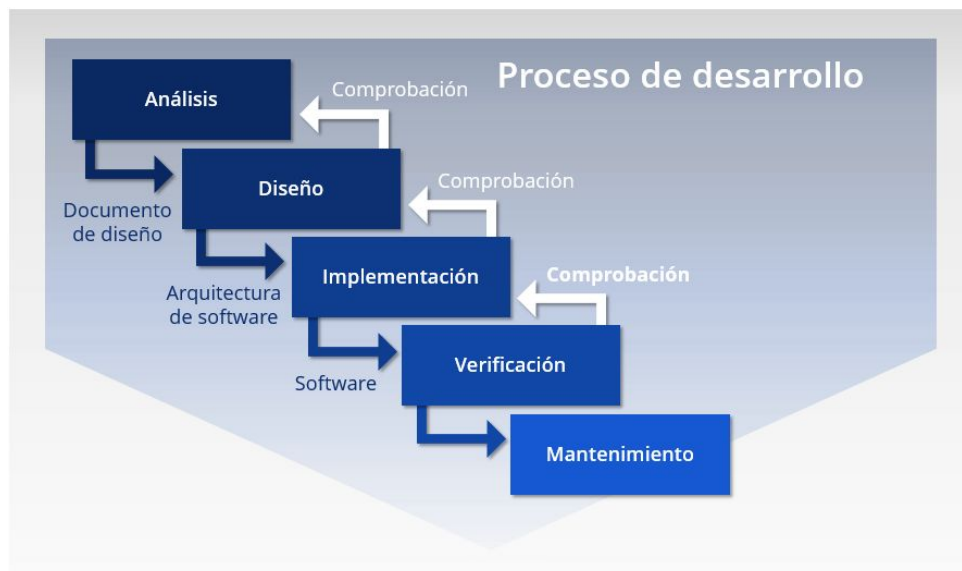 Proceso de desarrollo
Análisis
Comprobación
Diseño
Comprobación
Documento
de diseño
Implementación
Comprobación
Arquitectura
de software
Verificación
Software
Mantenimiento